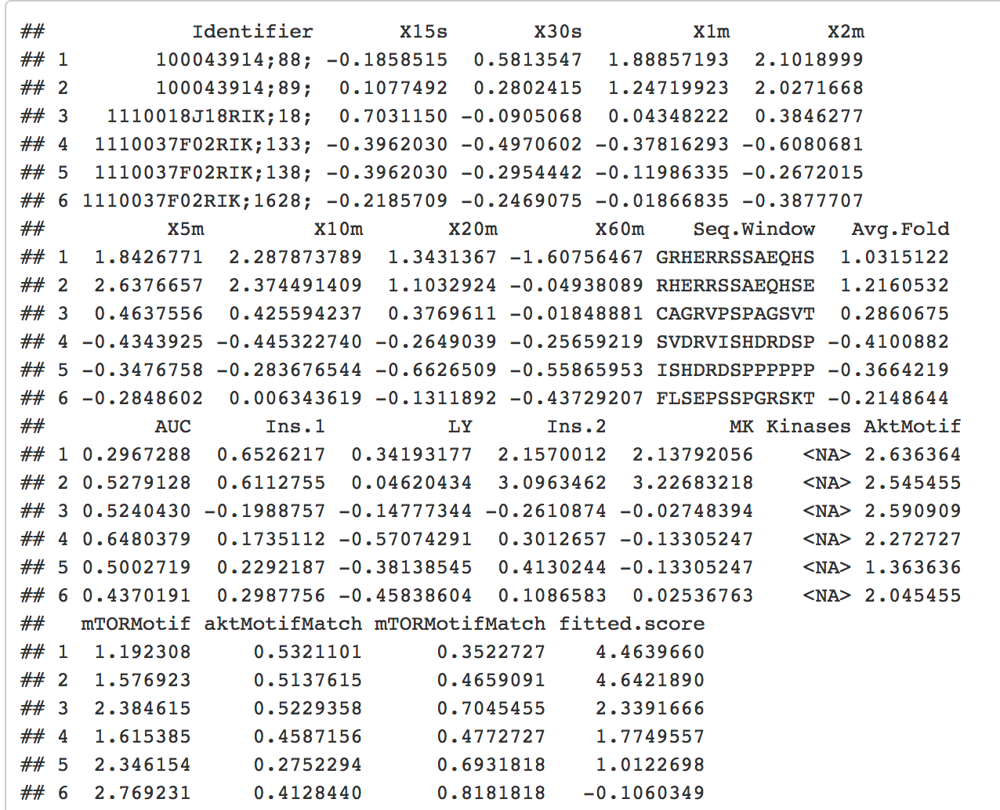 ##            Identifier       X15s       X30s         X1m        X2m
## 1         100043914;88; -0.1858515  0.5813547  1.88857193  2.1018999
## 2         100043914;89;  0.1077492  0.2802415  1.24719923  2.0271668
## 3     1110018J18RIK;18;  0.7031150 -0.0905068  0.04348222  0.3846277
## 4    1110037F02RIK;133; -0.3962030 -0.4970602 -0.37816293 -0.6080681
## 5    1110037F02RIK;138; -0.3962030 -0.2954442 -0.11986335 -0.2672015
## 6   1110037F02RIK;1628; -0.2185709 -0.2469075 -0.01866835 -0.3877707
##          X5m         X10m       X20m        X60m    Seq.Window   Avg.Fold
## 1  1.8426771  2.287873789  1.3431367 -1.60756467 GRHERRSSAEQHS  1.0315122
## 2  2.6376657  2.374491409  1.1032924 -0.04938089 RHERRSSAEQHSE  1.2160532
## 3  0.4637556  0.425594237  0.3769611 -0.01848881 CAGRVPSPAGSVT  0.2860675
## 4 -0.4343925 -0.445322740 -0.2649039 -0.25659219 SVDRVISHDRDSP -0.4100882
## 5 -0.3476758 -0.283676544 -0.6626509 -0.55865953 ISHDRDSPPPPPP -0.3664219
## 6 -0.2848602  0.006343619 -0.1311892 -0.43729207 FLSEPSSPGRSKT -0.2148644
##         AUC      Ins.1          LY      Ins.2          MK Kinases AktMotif
## 1 0.2967288  0.6526217  0.34193177  2.1570012  2.13792056    <NA> 2.636364
## 2 0.5279128  0.6112755  0.04620434  3.0963462  3.22683218    <NA> 2.545455
## 3 0.5240430 -0.1988757 -0.14777344 -0.2610874 -0.02748394    <NA> 2.590909
## 4 0.6480379  0.1735112 -0.57074291  0.3012657 -0.13305247    <NA> 2.272727
## 5 0.5002719  0.2292187 -0.38138545  0.4130244 -0.13305247    <NA> 1.363636
## 6 0.4370191  0.2987756 -0.45838604  0.1086583  0.02536763    <NA> 2.045455
##   mTORMotif aktMotifMatch mTORMotifMatch fitted.score
## 1  1.192308     0.5321101      0.3522727    4.4639660
## 2  1.576923     0.5137615      0.4659091    4.6421890
## 3  2.384615     0.5229358      0.7045455    2.3391666
## 4  1.615385     0.4587156      0.4772727    1.7749557
## 5  2.346154     0.2752294      0.6931818    1.0122698
## 6  2.769231     0.4128440      0.8181818   -0.1060349